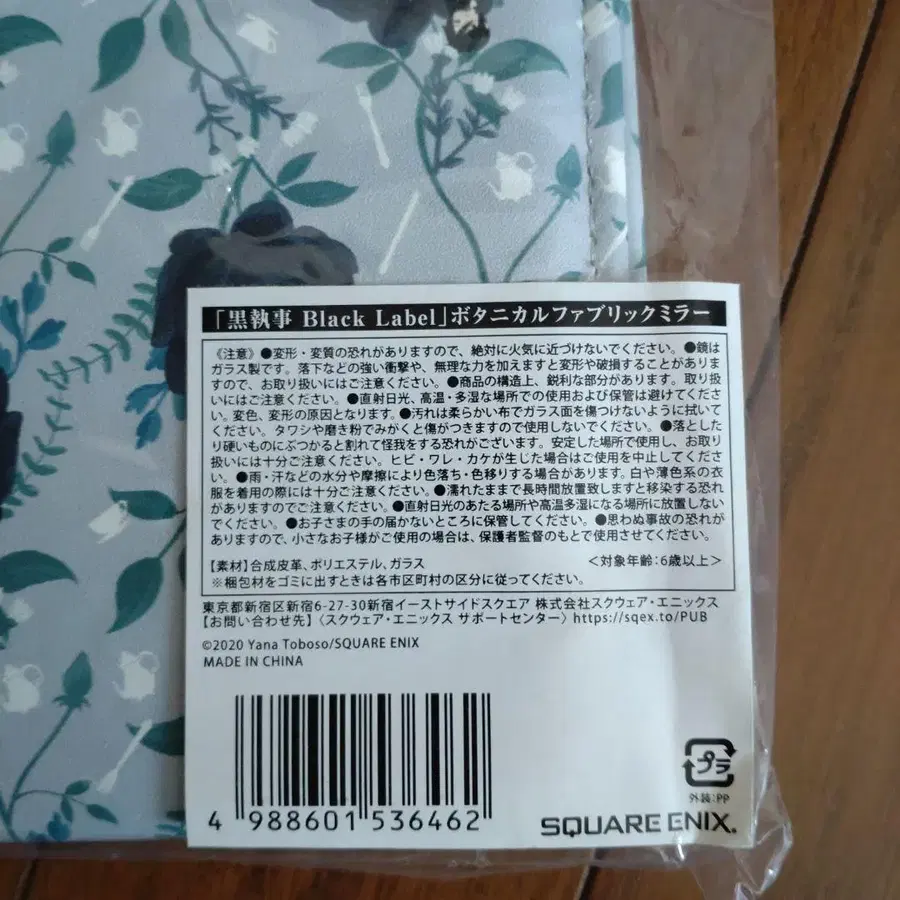 「黒執事 Black Label」ボタニカルファブリックミラー
《注意》●変形・変質の恐れがありますので、絶対に火気に近づけないでください。●鏡は
ガラス製です。落下などの強い衝撃や、無理な力を加えますと変形や破損することがあり
ますので、お取り扱いにはご注意ください。●商品の構造上、鋭利な部分があります。取り扱
いにはご注意ください。●直射日光、高温・多湿な場所での使用および保管は避けてくださ
い。変色、変形の原因となります。●汚れは柔らかい布でガラス面を傷つけないように拭いて
ください。タワシや磨き粉でみがくと傷がつきますので使用しないでください。●落とした
り硬いものにぶつかると割れて怪我をする恐れがございます。安定した場所で使用し、お取り
扱いには十分ご注意ください。ヒビ・ワレ・カケが生じた場合はご使用を中止してください。
●雨・汗などの水分や摩擦により色落ち・色移りする場合があります。白や薄色系の衣
服を着用の際には十分ご注意ください。●濡れたままで長時間放置致しますと移染する恐れ
がありますのでご注意ください。●直射日光のあたる場所や高温多湿になる場所に放置しない
でください。●お子さまの手の届かないところに保管してください。●思わぬ事故の恐れが
ありますので、小さなお子様がご使用の場合は、保護者監督のもとで使用させてください。
【素材】合成皮革、ポリエステル、ガラス <対象年齢:6歳以上>
※梱包材をゴミに出すときは各市区町村の区分に従ってください。
東京都新宿区新宿6-27-30新宿イーストサイドスクエア 株式会社スクウェア・エニックス
【お問い合わせ先】〈スクウェア・エニックス サポートセンター〉https://sqex.to/PUB
©2020 Yana Toboso/SQUARE ENIX
MADE IN CHINA
プラ
外装:PP
4 988601 536462
SQUARE ENIX.